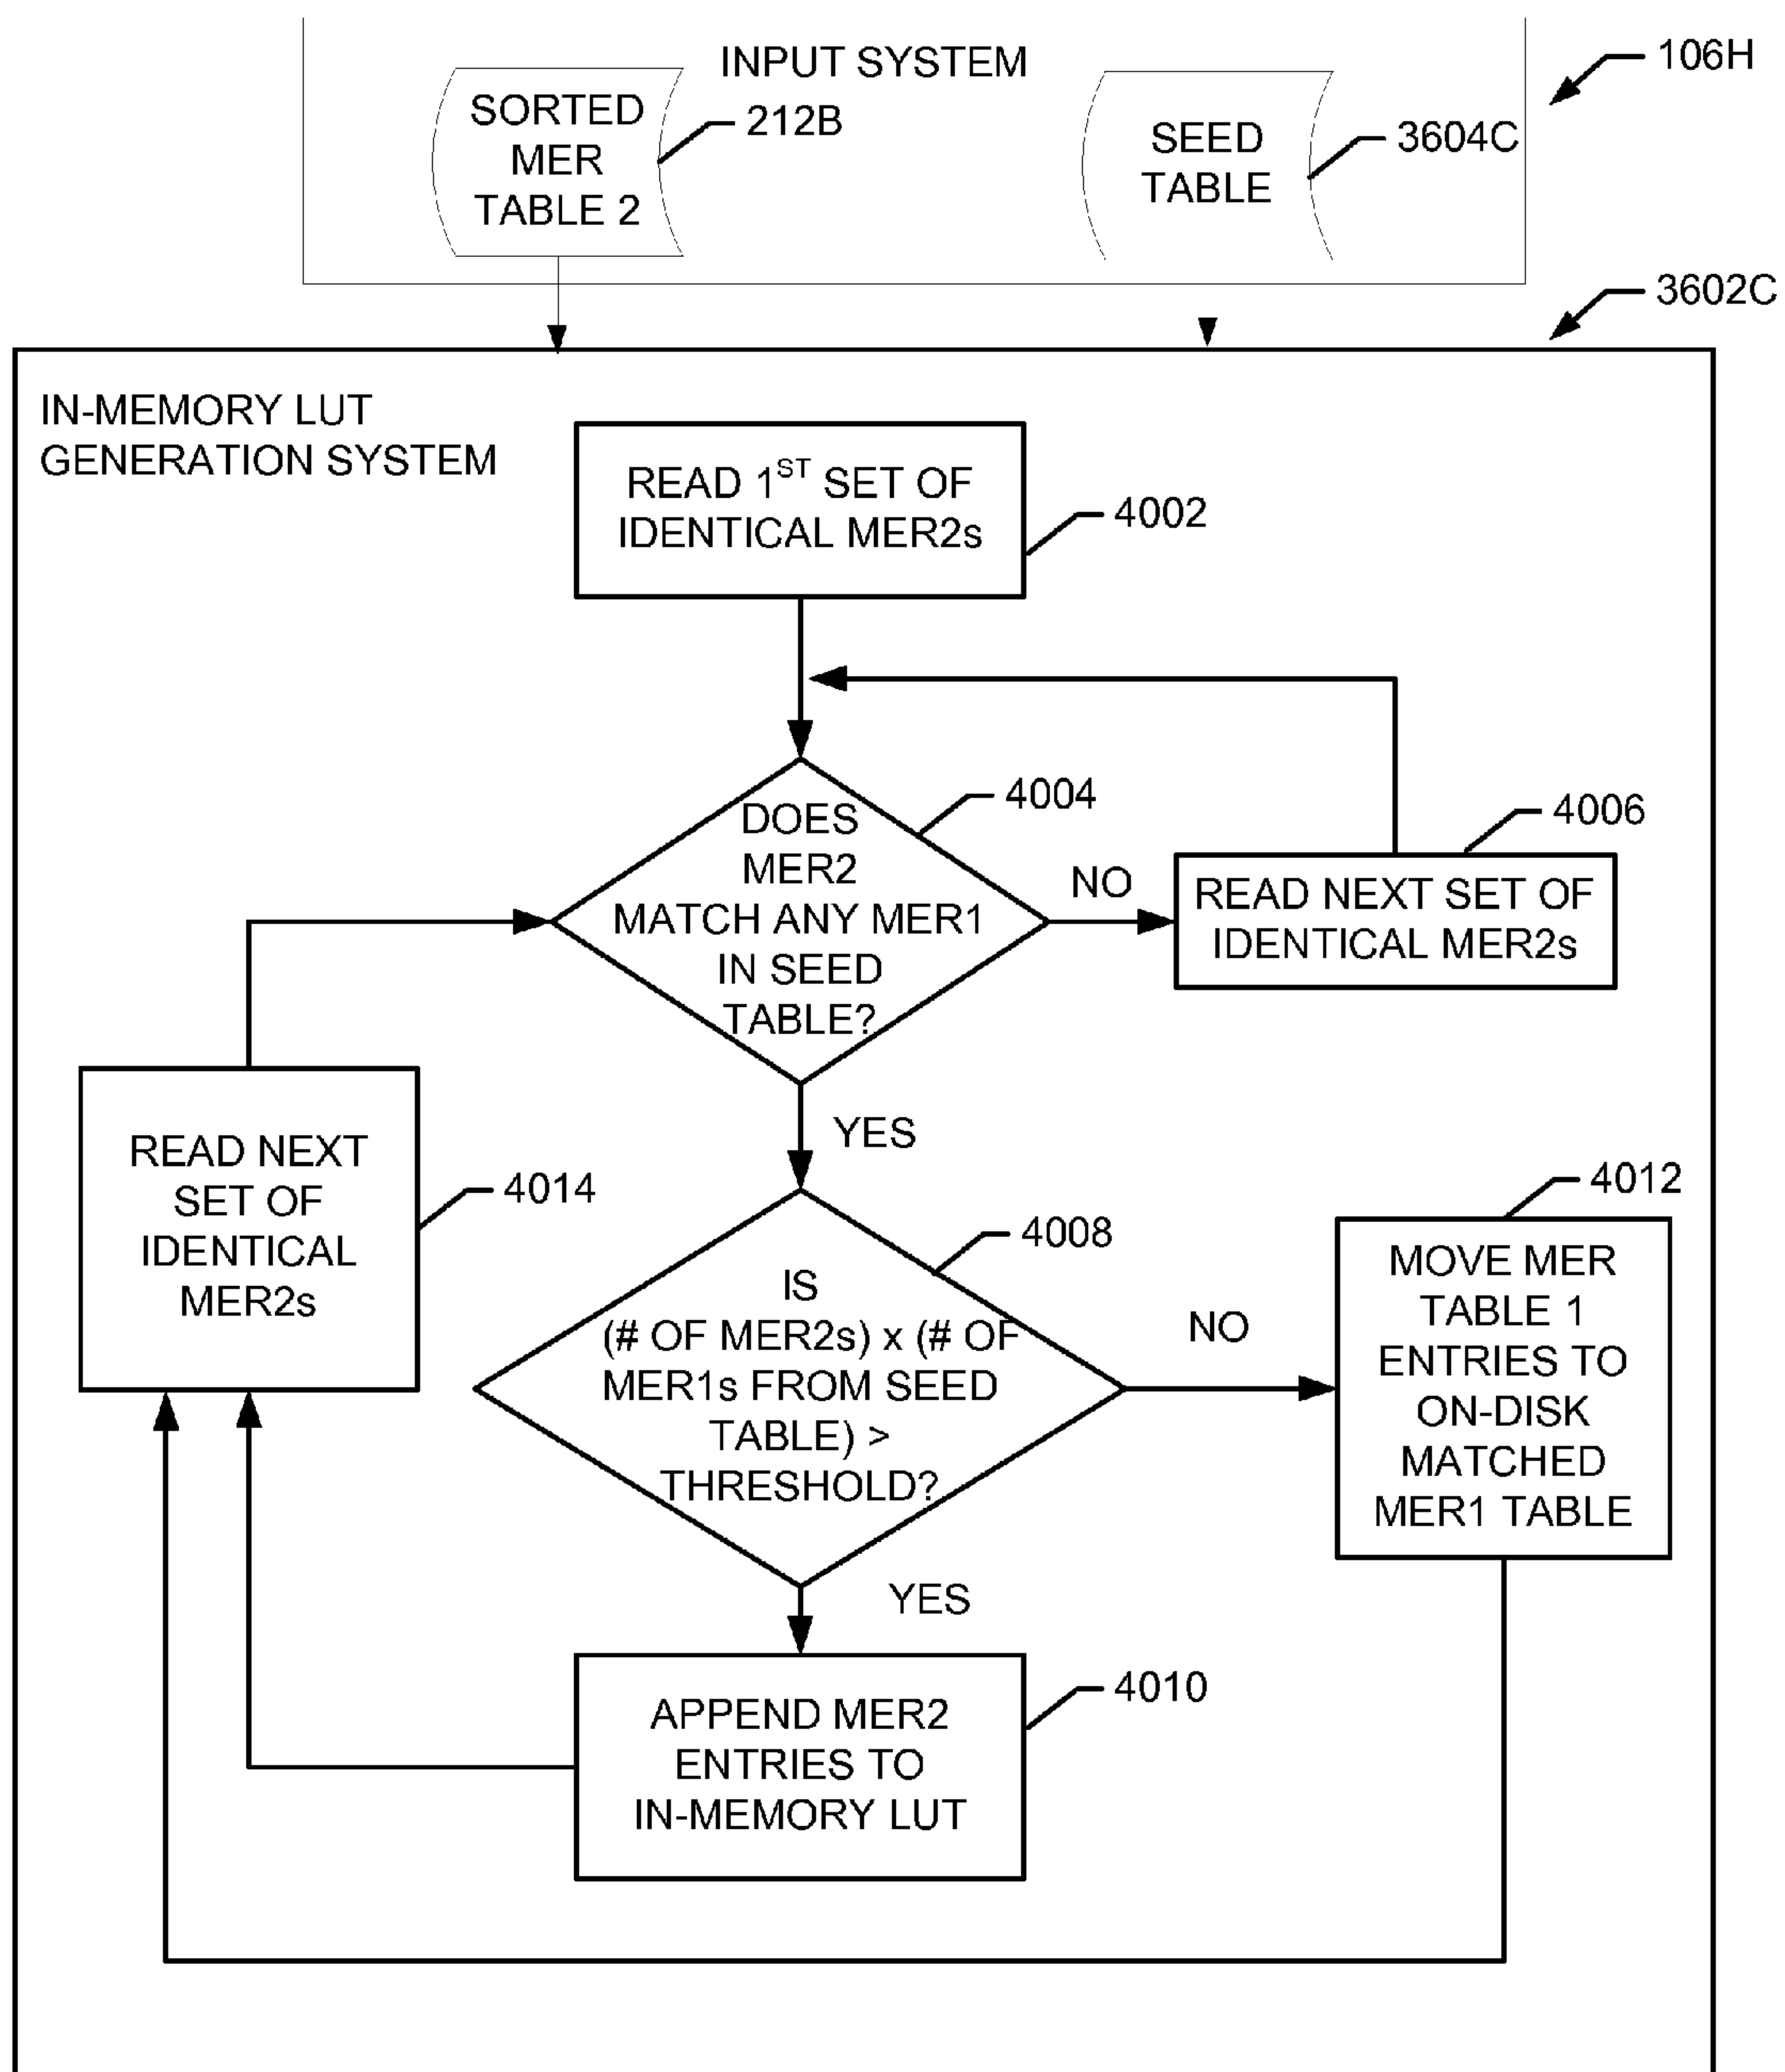 INPUT SYSTEM
106H
SORTED
MER
TABLE 2
212B
SEED
TABLE
3604C
3602C
IN-MEMORY LUT
GENERATION SYSTEM
READ 1ST SET OF
IDENTICAL MER2s
4002
DOES
MER2
MATCH ANY MER1
IN SEED
TABLE?
4004
NO
4006
READ NEXT SET OF
IDENTICAL MER2s
YES
READ NEXT
SET OF
IDENTICAL
MER2s
4014
IS
(# OF MER2s) x (# OF
MER1s FROM SEED
TABLE) >
THRESHOLD?
4008
NO
4012
MOVE MER
TABLE 1
ENTRIES TO
ON-DISK
MATCHED
MER1 TABLE
YES
APPEND MER2
ENTRIES TO
IN-MEMORY LUT
4010